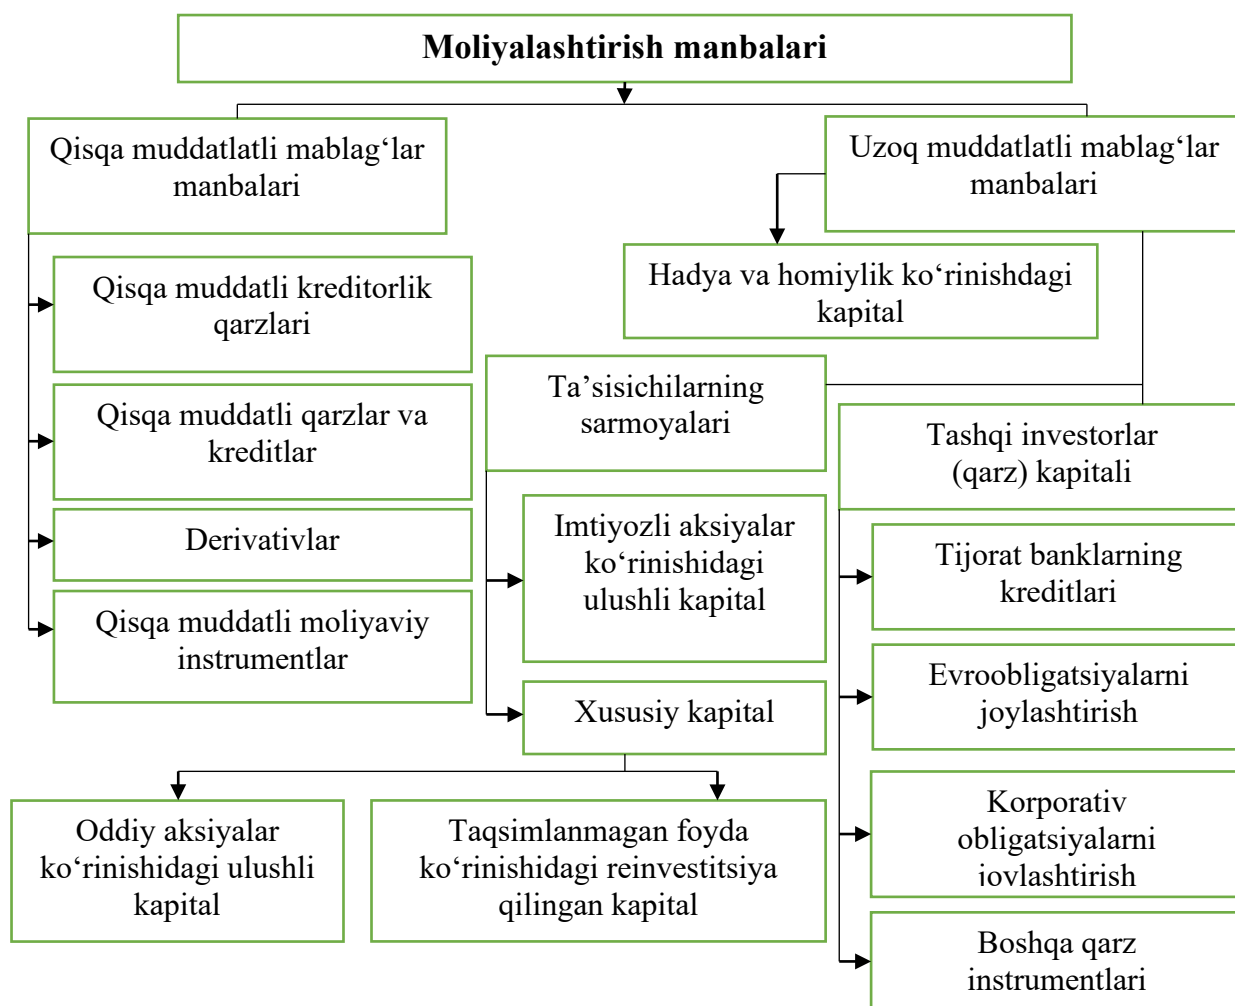 Moliyalashtirish manbalari
Qisqa muddatlatli mablag‘lar
manbalari
Uzoq muddatlatli mablag‘lar
manbalari
Qisqa muddatli kreditorlik
qarzlari
Qisqa muddatli qarzlar va
kreditlar
Derivativlar
Qisqa muddatli moliyaviy
instrumentlar
Hadya va homiylik ko‘rinishdagi
kapital
Ta’sisichilarning
sarmoyalari
Imtiyozli aksiyalar
ko‘rinishidagi
ulushli kapital
Xususiy kapital
Oddiy aksiyalar
ko‘rinishidagi ulushli
kapital
Taqsimlanmagan foyda
ko‘rinishidagi reinvestitsiya
qilingan kapital
Tashqi investorlar
(qarz) kapitali
Tijorat banklarning
kreditlari
Evroobligatsiyalarni
joylashtirish
Korporativ
obligatsiyalarni
joylashtirish
Boshqa qarz
instrumentlari